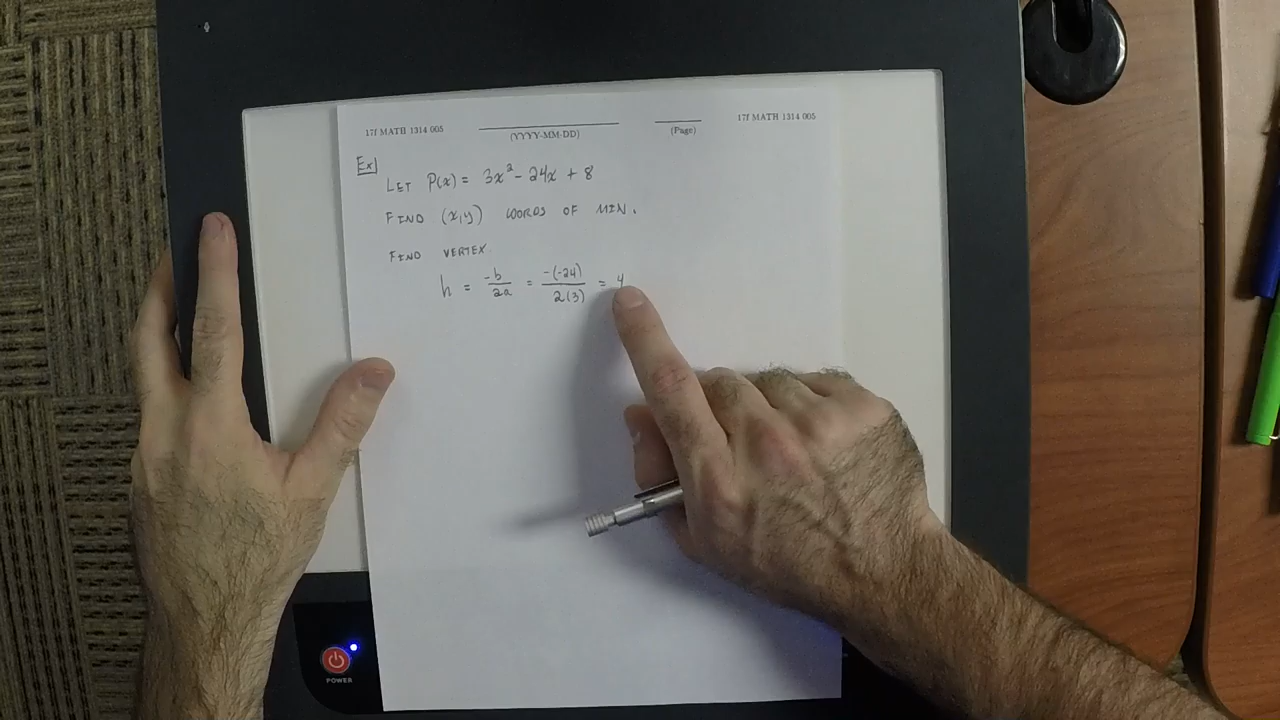 17f MATH 1314 005 (YYYY-MM-DD) (Page) 17f MATH 1314 005
Ex
LET P(x) = 3x² - 24x + 8
FIND (x,y) COORDS OF MIN.
FIND VERTEX
h = -b/2a = -(-24)/2(3) = 4
POWER